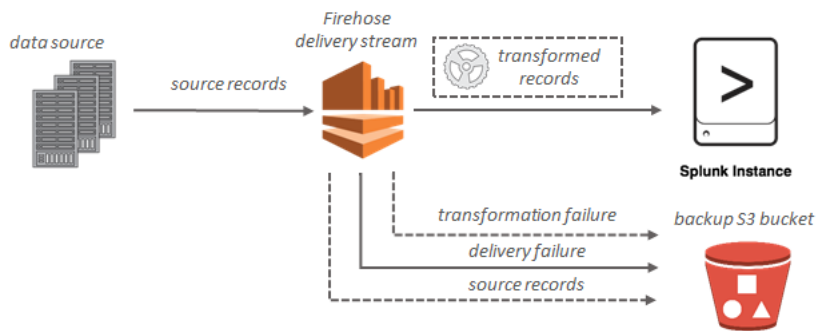 data source
source records
Firehose
delivery stream
transformed
records
>
Splunk Instance
transformation failure
delivery failure
source records
backup S3 bucket